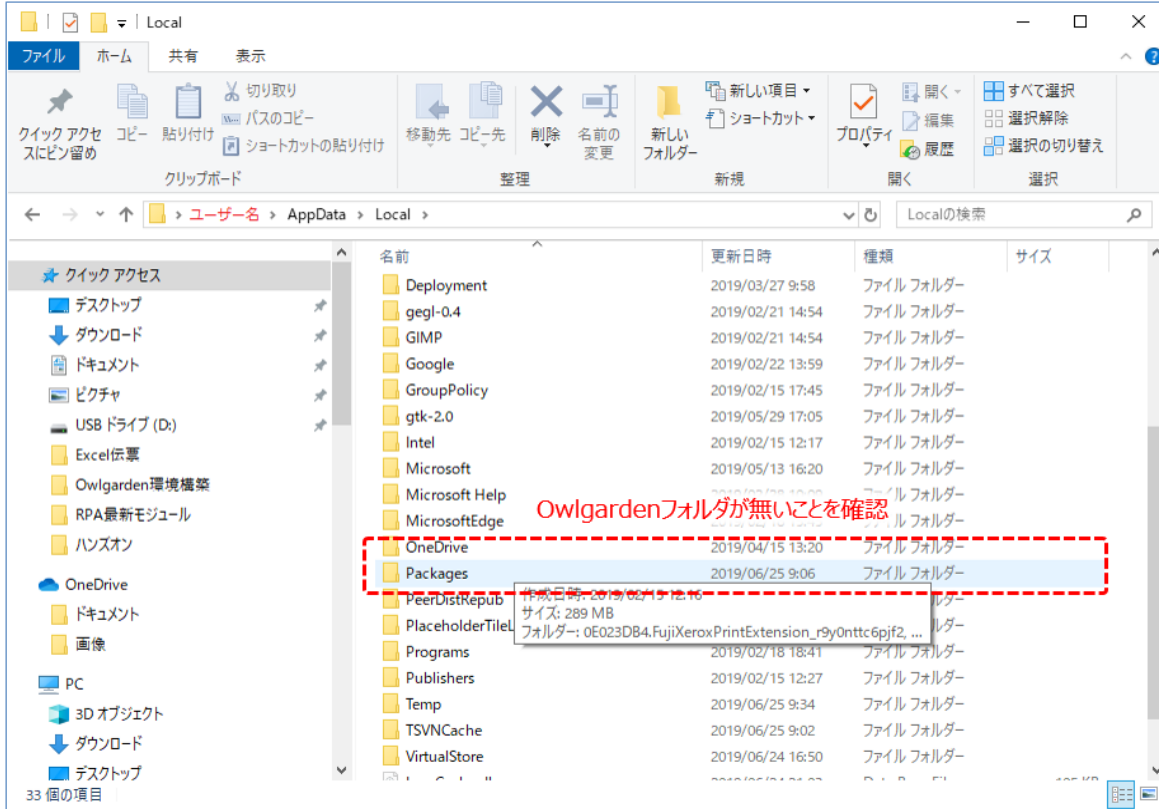 Local
ファイル ホーム 共有 表示
クイック アクセスにピン留め
コピー
貼り付け
切り取り
パスのコピー
ショートカットの貼り付け
クリップボード
移動先
コピー先
削除
名前の変更
整理
新しいフォルダー
新しい項目
ショートカット
新規
プロパティ
開く
編集
履歴
開く
すべて選択
選択解除
選択の切り替え
選択
ユーザー名 > AppData > Local >
Localの検索
クイック アクセス
デスクトップ
ダウンロード
ドキュメント
ピクチャ
USB ドライブ (D:)
Excel伝票
Owlgarden環境構築
RPA最新モジュール
ハンズオン
OneDrive
ドキュメント
画像
PC
3D オブジェクト
ダウンロード
デスクトップ
名前 更新日時 種類 サイズ
Deployment 2019/03/27 9:58 ファイル フォルダー
gegl-0.4 2019/02/21 14:54 ファイル フォルダー
GIMP 2019/02/21 14:54 ファイル フォルダー
Google 2019/02/22 13:59 ファイル フォルダー
GroupPolicy 2019/02/15 17:45 ファイル フォルダー
gtk-2.0 2019/05/29 17:05 ファイル フォルダー
Intel 2019/02/15 12:17 ファイル フォルダー
Microsoft 2019/05/13 16:20 ファイル フォルダー
Microsoft Help
Owlgardenフォルダが無いことを確認
MicrosoftEdge
OneDrive 2019/04/15 13:20 ファイル フォルダー
Packages 2019/06/25 9:06 ファイル フォルダー
PeerDistRepub
サイズ: 289 MB
フォルダー: 0E023DB4.FujiXeroxPrintExtension_r9y0nttc6pjf2, ...
Programs 2019/02/18 18:41 ファイル フォルダー
Publishers 2019/02/15 12:27 ファイル フォルダー
Temp 2019/06/25 9:34 ファイル フォルダー
TSVNCache 2019/06/25 9:02 ファイル フォルダー
VirtualStore 2019/06/24 16:50 ファイル フォルダー
33 個の項目